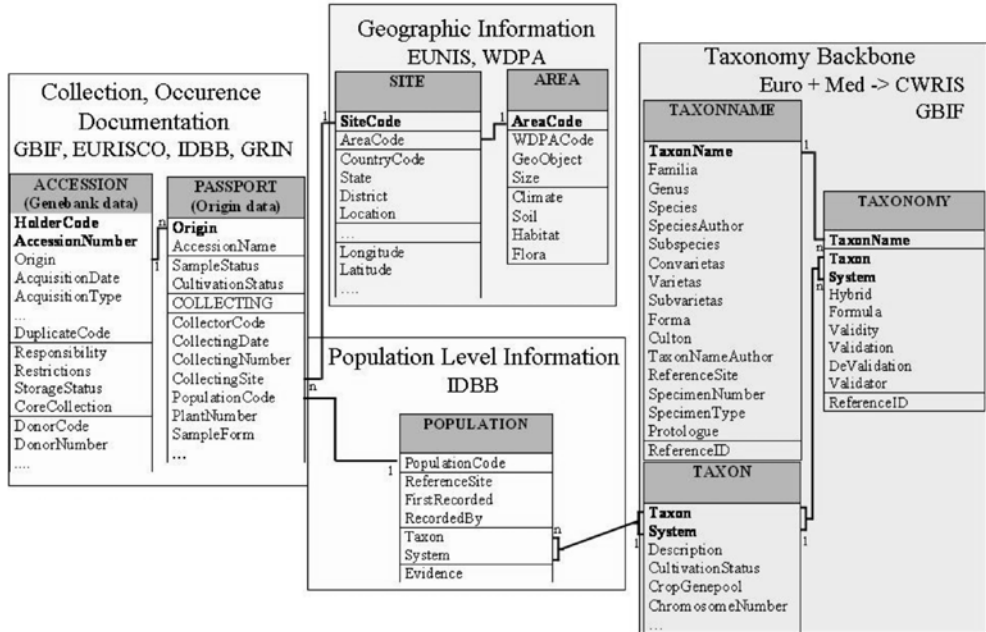 Geographic Information
EUNIS, WDPA
SITE
SiteCode
AreaCode
CountryCode
State
District
Location
...
Longitude
Latitude
....
AREA
AreaCode
WDPACode
GeoObject
Size
Climate
Soil
Habitat
Flora
1
1
Collection, Occurence
Documentation
GBIF, EURISCO, IDBB, GRIN
ACCESSION
(Genebank data)
HolderCode
AccessionNumber
Origin
AcquisitionDate
AcquisitionType
...
DuplicateCode
Responsibility
Restrictions
StorageStatus
CoreCollection
DonorCode
DonorNumber
....
n
1
PASSPORT
(Origin data)
Origin
AccessionName
SampleStatus
CultivationStatus
COLLECTING
CollectorCode
CollectingDate
CollectingNumber
CollectingSite
PopulationCode
PlantNumber
SampleForm
...
n
Population Level Information
IDBB
POPULATION
PopulationCode
ReferenceSite
FirstRecorded
RecordedBy
Taxon
System
Evidence
1
n
Taxonomy Backbone
Euro + Med -> CWRIS
GBIF
TAXONNAME
TaxonName
Familia
Genus
Species
SpeciesAuthor
Subspecies
Convarietas
Varietas
Subvarietas
Forma
Culton
TaxonNameAuthor
ReferenceSite
SpecimenNumber
SpecimenType
Protologue
ReferenceID
TAXON
Taxon
System
Description
CultivationStatus
CropGenepool
ChromosomeNumber
...
1
1
1
TAXONOMY
TaxonName
Taxon
System
Hybrid
Formula
Validity
Validation
DeValidation
Validator
ReferenceID
n
n